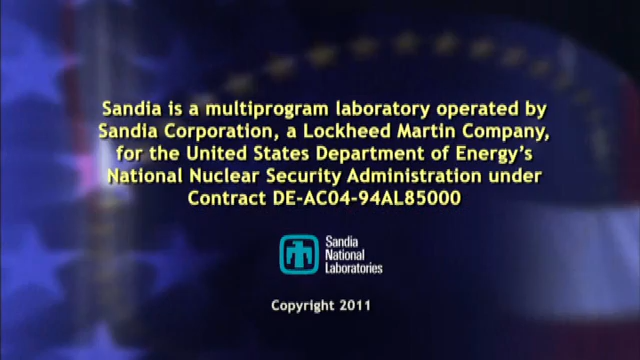 Sandia is a multiprogram laboratory operated by
Sandia Corporation, a Lockheed Martin Company,
for the United States Department of Energy’s
National Nuclear Security Administration under
Contract DE-AC04-94AL85000
Sandia
National
Laboratories
Copyright 2011